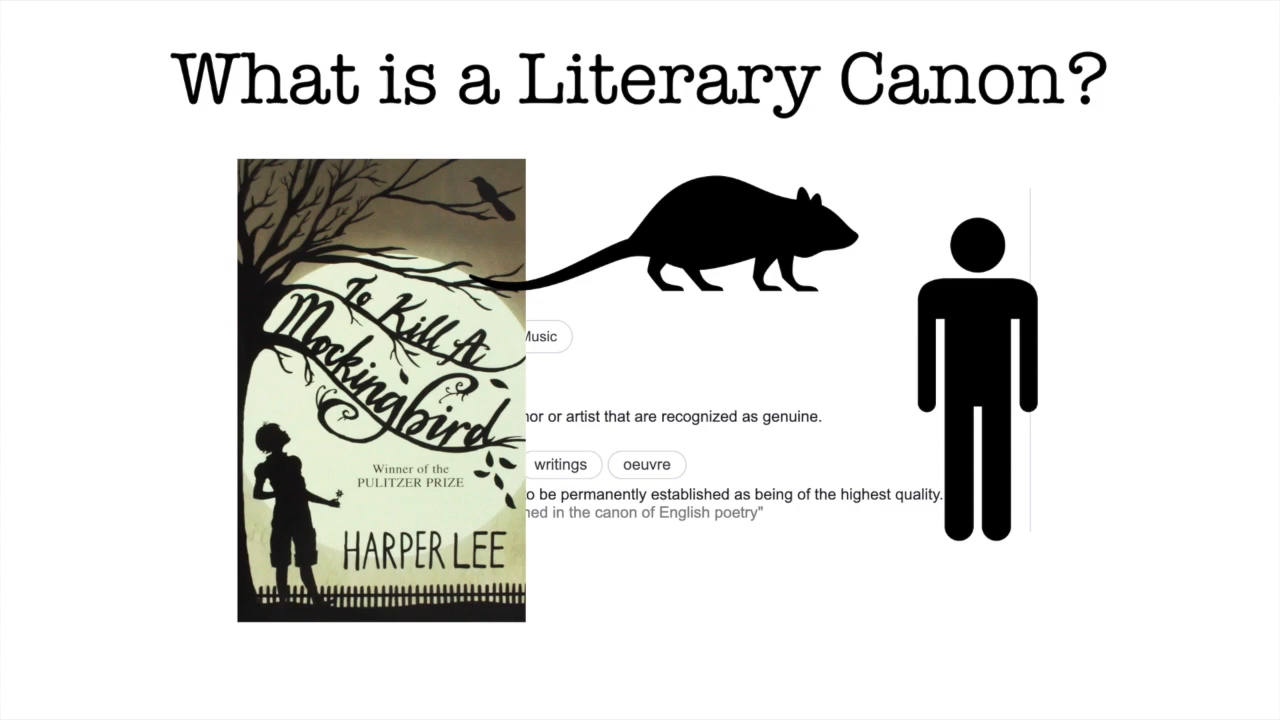 What is a Literary Canon?
To Kill A
Mockingbird
Winner of the
PULITZER PRIZE
HARPER LEE
Music
or artist that are recognized as genuine.
writings oeuvre
be permanently established as being of the highest quality.
in the canon of English poetry"